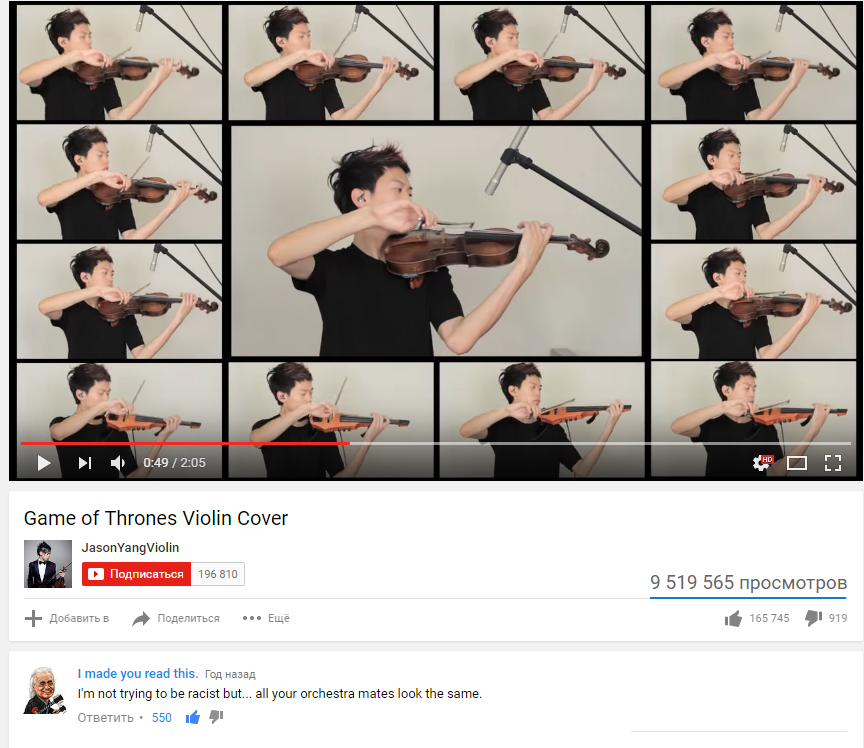 0:49 / 2:05
HD
Game of Thrones Violin Cover
JasonYangViolin
Подписаться 196 810
9 519 565 просмотров
Добавить в Поделиться Ещё 165 745 919
I made you read this. Год назад
I'm not trying to be racist but... all your orchestra mates look the same.
Ответить • 550